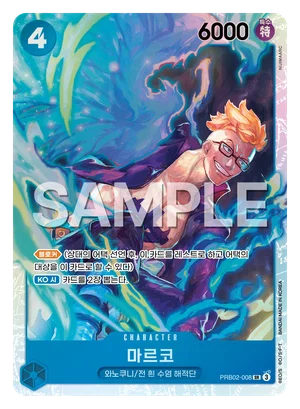 4
6000
특수
特
SAMPLE
블로커 (상대의 어택 선언 후, 이 카드를 레스트로 하고 어택의
대상을 이 카드로 할 수 있다)
KO 시 카드를 2장 뽑는다.
CHARACTER
마르코
와노쿠니/전 흰 수염 해적단
PRB02-008
3